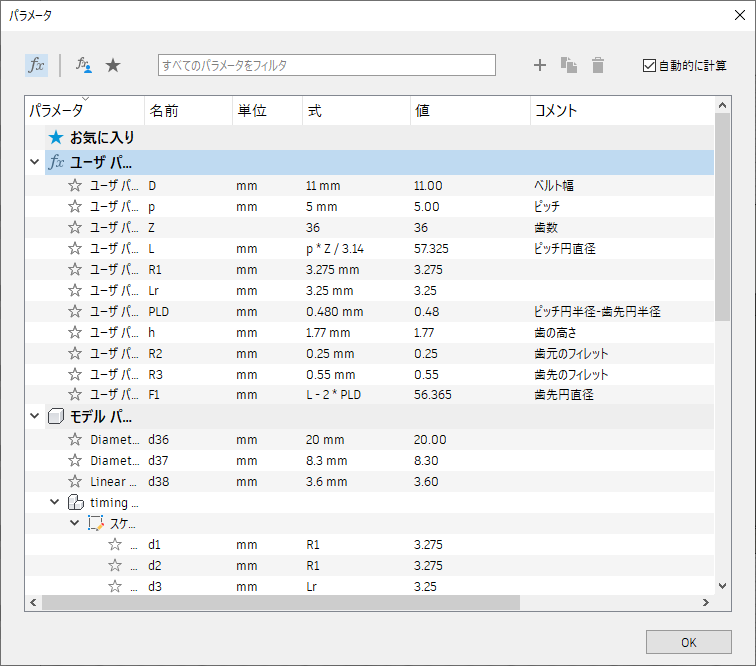 パラメータ
fx
すべてのパラメータをフィルタ
自動的に計算
パラメータ 名前 単位 式 値 コメント
お気に入り
fx ユーザ パ...
ユーザ パ... D mm 11 mm 11.00 ベルト幅
ユーザ パ... p mm 5 mm 5.00 ピッチ
ユーザ パ... Z 36 36 歯数
ユーザ パ... L mm p * Z / 3.14 57.325 ピッチ円直径
ユーザ パ... R1 mm 3.275 mm 3.275
ユーザ パ... Lr mm 3.25 mm 3.25
ユーザ パ... PLD mm 0.480 mm 0.48 ピッチ円半径-歯先円半径
ユーザ パ... h mm 1.77 mm 1.77 歯の高さ
ユーザ パ... R2 mm 0.25 mm 0.25 歯元のフィレット
ユーザ パ... R3 mm 0.55 mm 0.55 歯先のフィレット
ユーザ パ... F1 mm L - 2 * PLD 56.365 歯先円直径
モデル パ...
Diamet... d36 mm 20 mm 20.00
Diamet... d37 mm 8.3 mm 8.30
Linear ... d38 mm 3.6 mm 3.60
timing ...
スケ...
... d1 mm R1 3.275
... d2 mm R1 3.275
... d3 mm Lr 3.25
OK